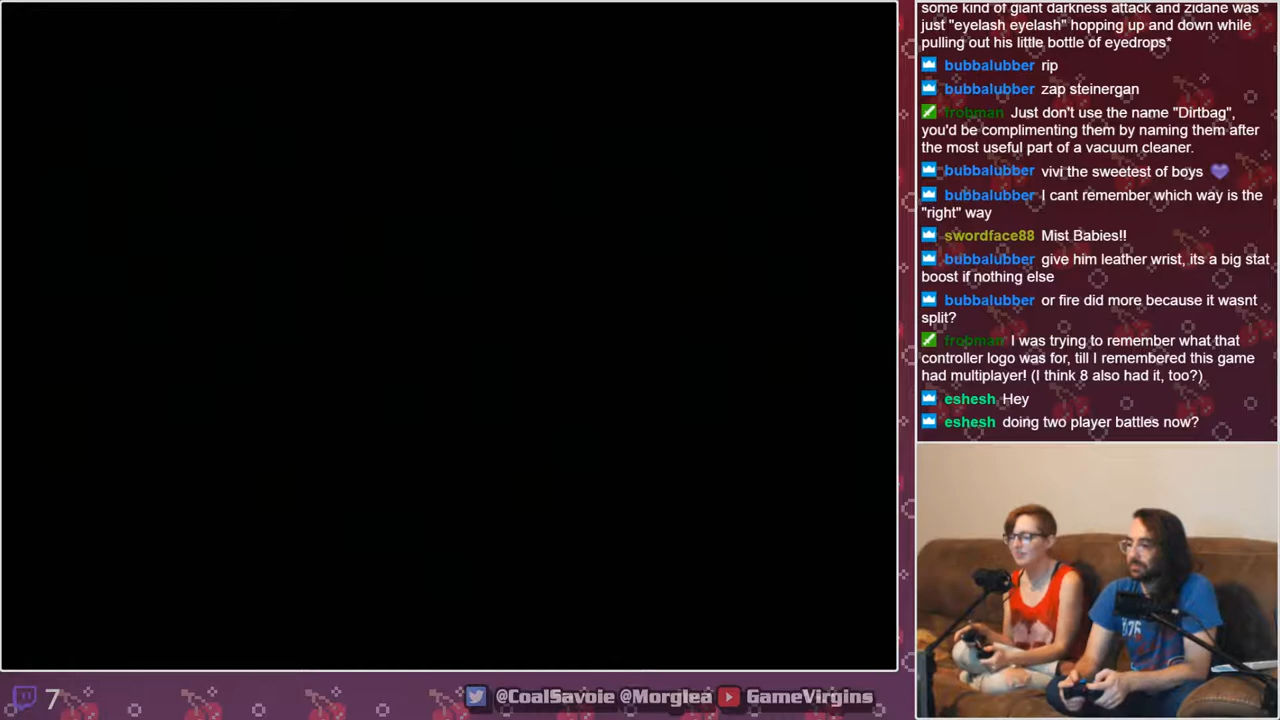 some kind of giant darkness attack and zidane was
just "eyelash eyelash" hopping up and down while
pulling out his little bottle of eyedrops*
bubbalubber rip
bubbalubber zap steinergan
frobman Just don't use the name "Dirtbag",
you'd be complimenting them by naming them after
the most useful part of a vacuum cleaner.
bubbalubber vivi the sweetest of boys
bubbalubber I cant remember which way is the
"right" way
swordface88 Mist Babies!!
bubbalubber give him leather wrist, its a big stat
boost if nothing else
bubbalubber or fire did more because it wasnt
split?
frobman I was trying to remember what that
controller logo was for, till I remembered this game
had multiplayer! (I think 8 also had it, too?)
eshesh Hey
eshesh doing two player battles now?
76
7 @CoalSavoie @Morglea GameVirgins